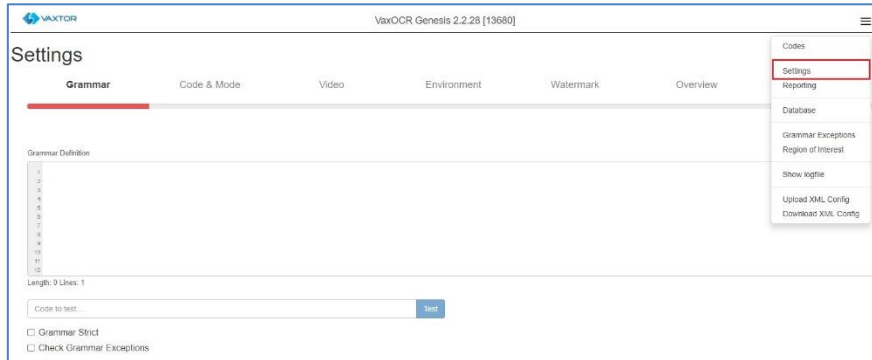 VAXTOR
VaxOCR Genesis 2.2.28 [13680]
Settings
Grammar Code & Mode Video Environment Watermark Overview
Codes
Settings
Reporting
Database
Grammar Exceptions
Region of Interest
Show logfile
Upload XML Config
Download XML Config
Grammar Definition
1
2
3
4
5
6
7
8
9
10
11
12
Length: 0 Lines: 1
Code to test...
Test
Grammar Strict
Check Grammar Exceptions